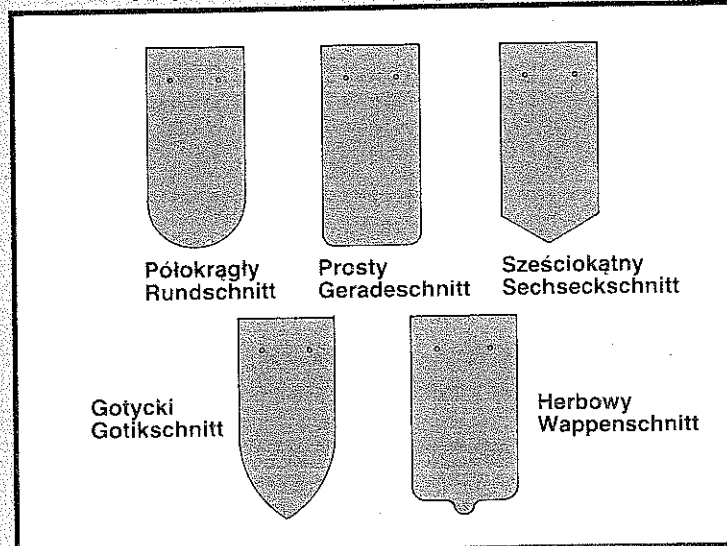 Półokrągły
Rundschnitt
Prosty
Geradeschnitt
Sześciokątny
Sechseckschnitt
Gotycki
Gotikschnitt
Herbowy
Wappenschnitt